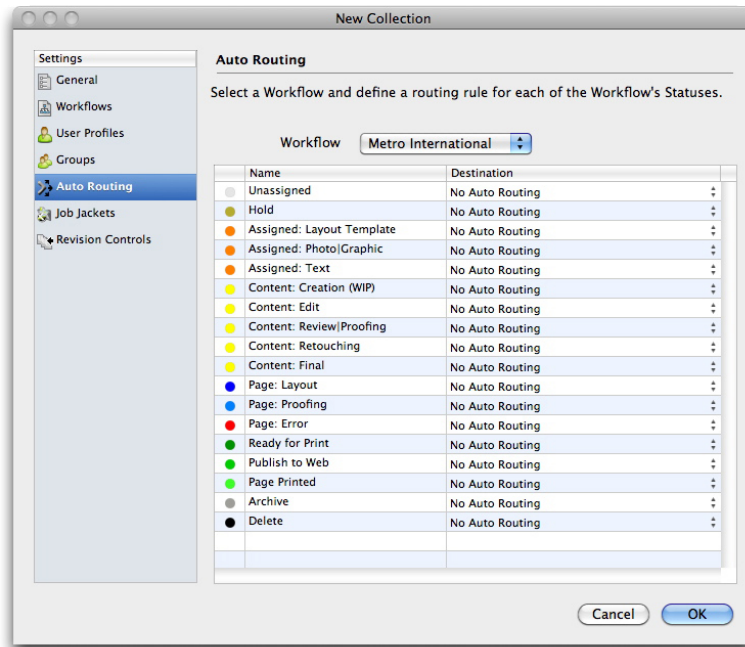 New Collection
Settings
General
Workflows
User Profiles
Groups
Auto Routing
Job Jackets
Revision Controls
Auto Routing
Select a Workflow and define a routing rule for each of the Workflow's Statuses.
Workflow Metro International
Name Destination
Unassigned No Auto Routing
Hold No Auto Routing
Assigned: Layout Template No Auto Routing
Assigned: Photo|Graphic No Auto Routing
Assigned: Text No Auto Routing
Content: Creation (WIP) No Auto Routing
Content: Edit No Auto Routing
Content: Review|Proofing No Auto Routing
Content: Retouching No Auto Routing
Content: Final No Auto Routing
Page: Layout No Auto Routing
Page: Proofing No Auto Routing
Page: Error No Auto Routing
Ready for Print No Auto Routing
Publish to Web No Auto Routing
Page Printed No Auto Routing
Archive No Auto Routing
Delete No Auto Routing
Cancel OK